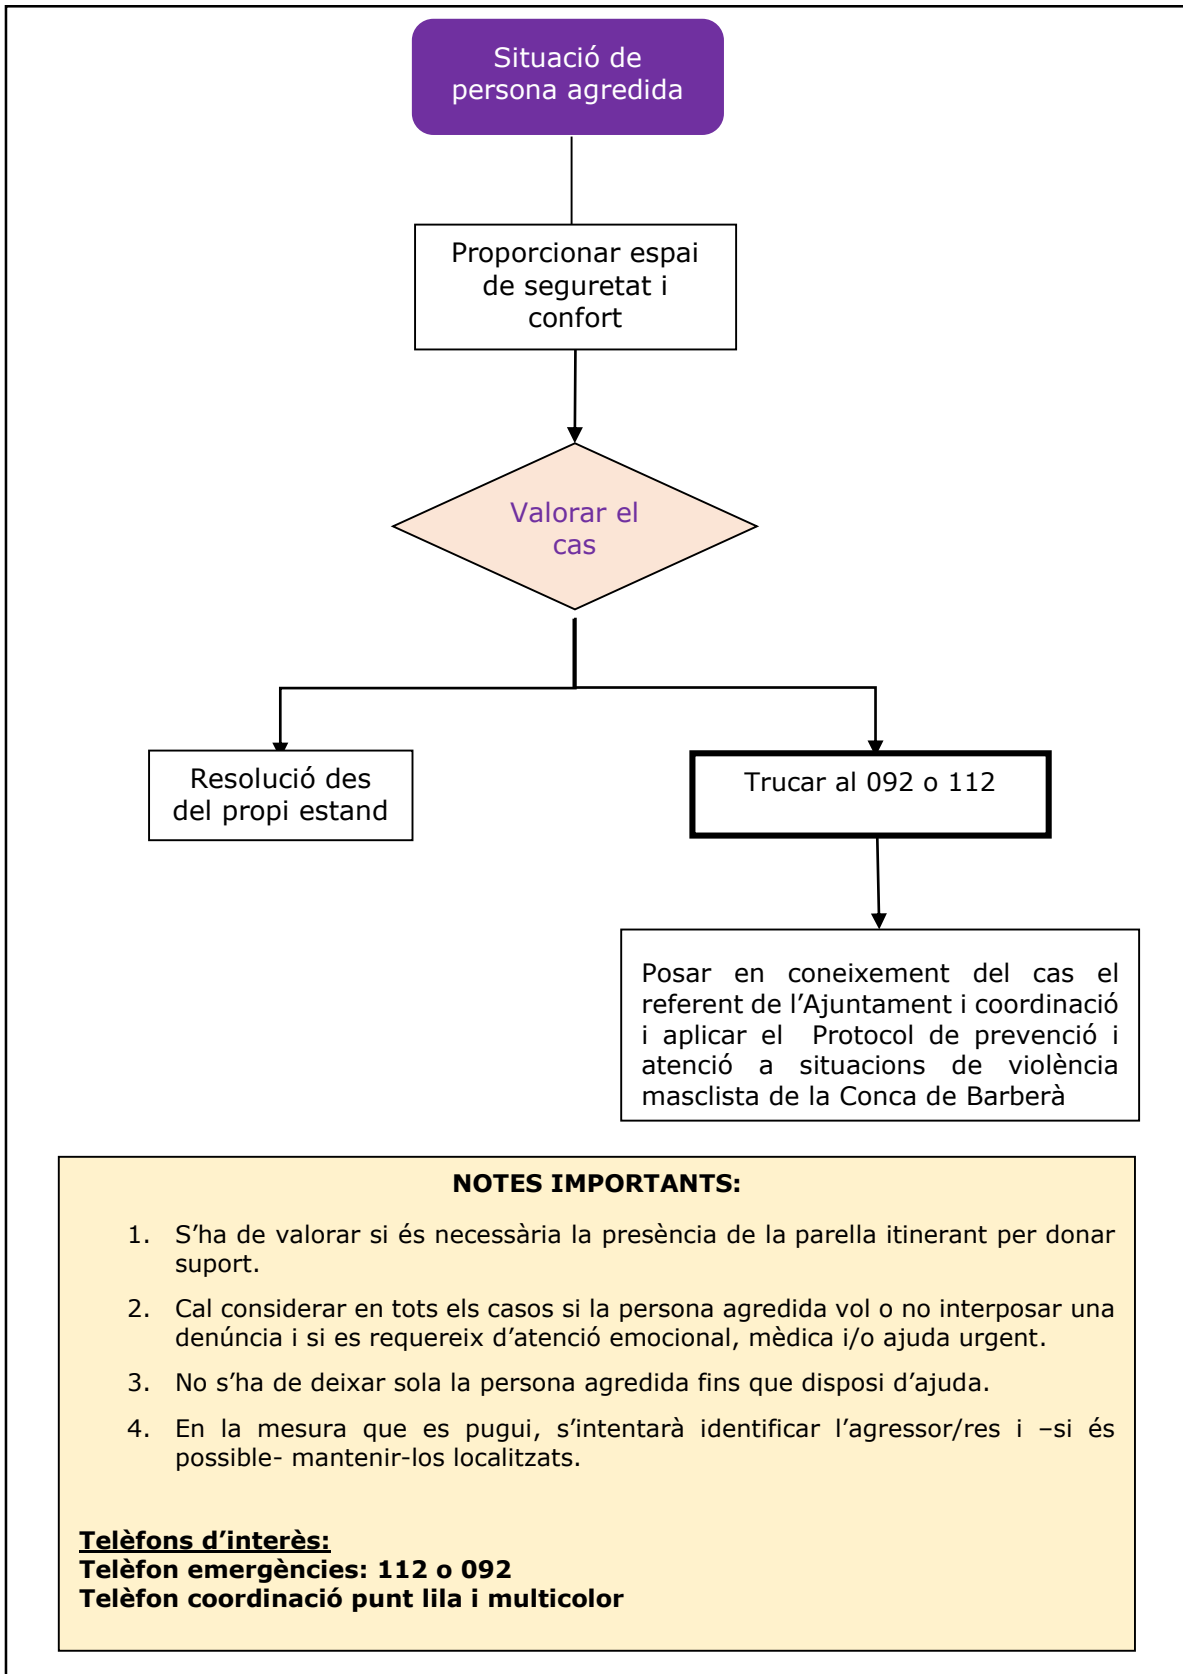 Situació de
persona agredida
Proporcionar espai
de seguretat i
confort
Valorar el
cas
Resolució des
del propi estand
Trucar al 092 o 112
Posar en coneixement del cas el
referent de l’Ajuntament i coordinació
i aplicar el Protocol de prevenció i
atenció a situacions de violència
masclista de la Conca de Barberà
NOTES IMPORTANTS:
1. S’ha de valorar si és necessària la presència de la parella itinerant per donar
suport.
2. Cal considerar en tots els casos si la persona agredida vol o no interposar una
denúncia i si es requereix d’atenció emocional, mèdica i/o ajuda urgent.
3. No s’ha de deixar sola la persona agredida fins que disposi d’ajuda.
4. En la mesura que es pugui, s’intentarà identificar l’agressor/res i –si és
possible- mantenir-los localitzats.
Telèfons d’interès:
Telèfon emergències: 112 o 092
Telèfon coordinació punt lila i multicolor